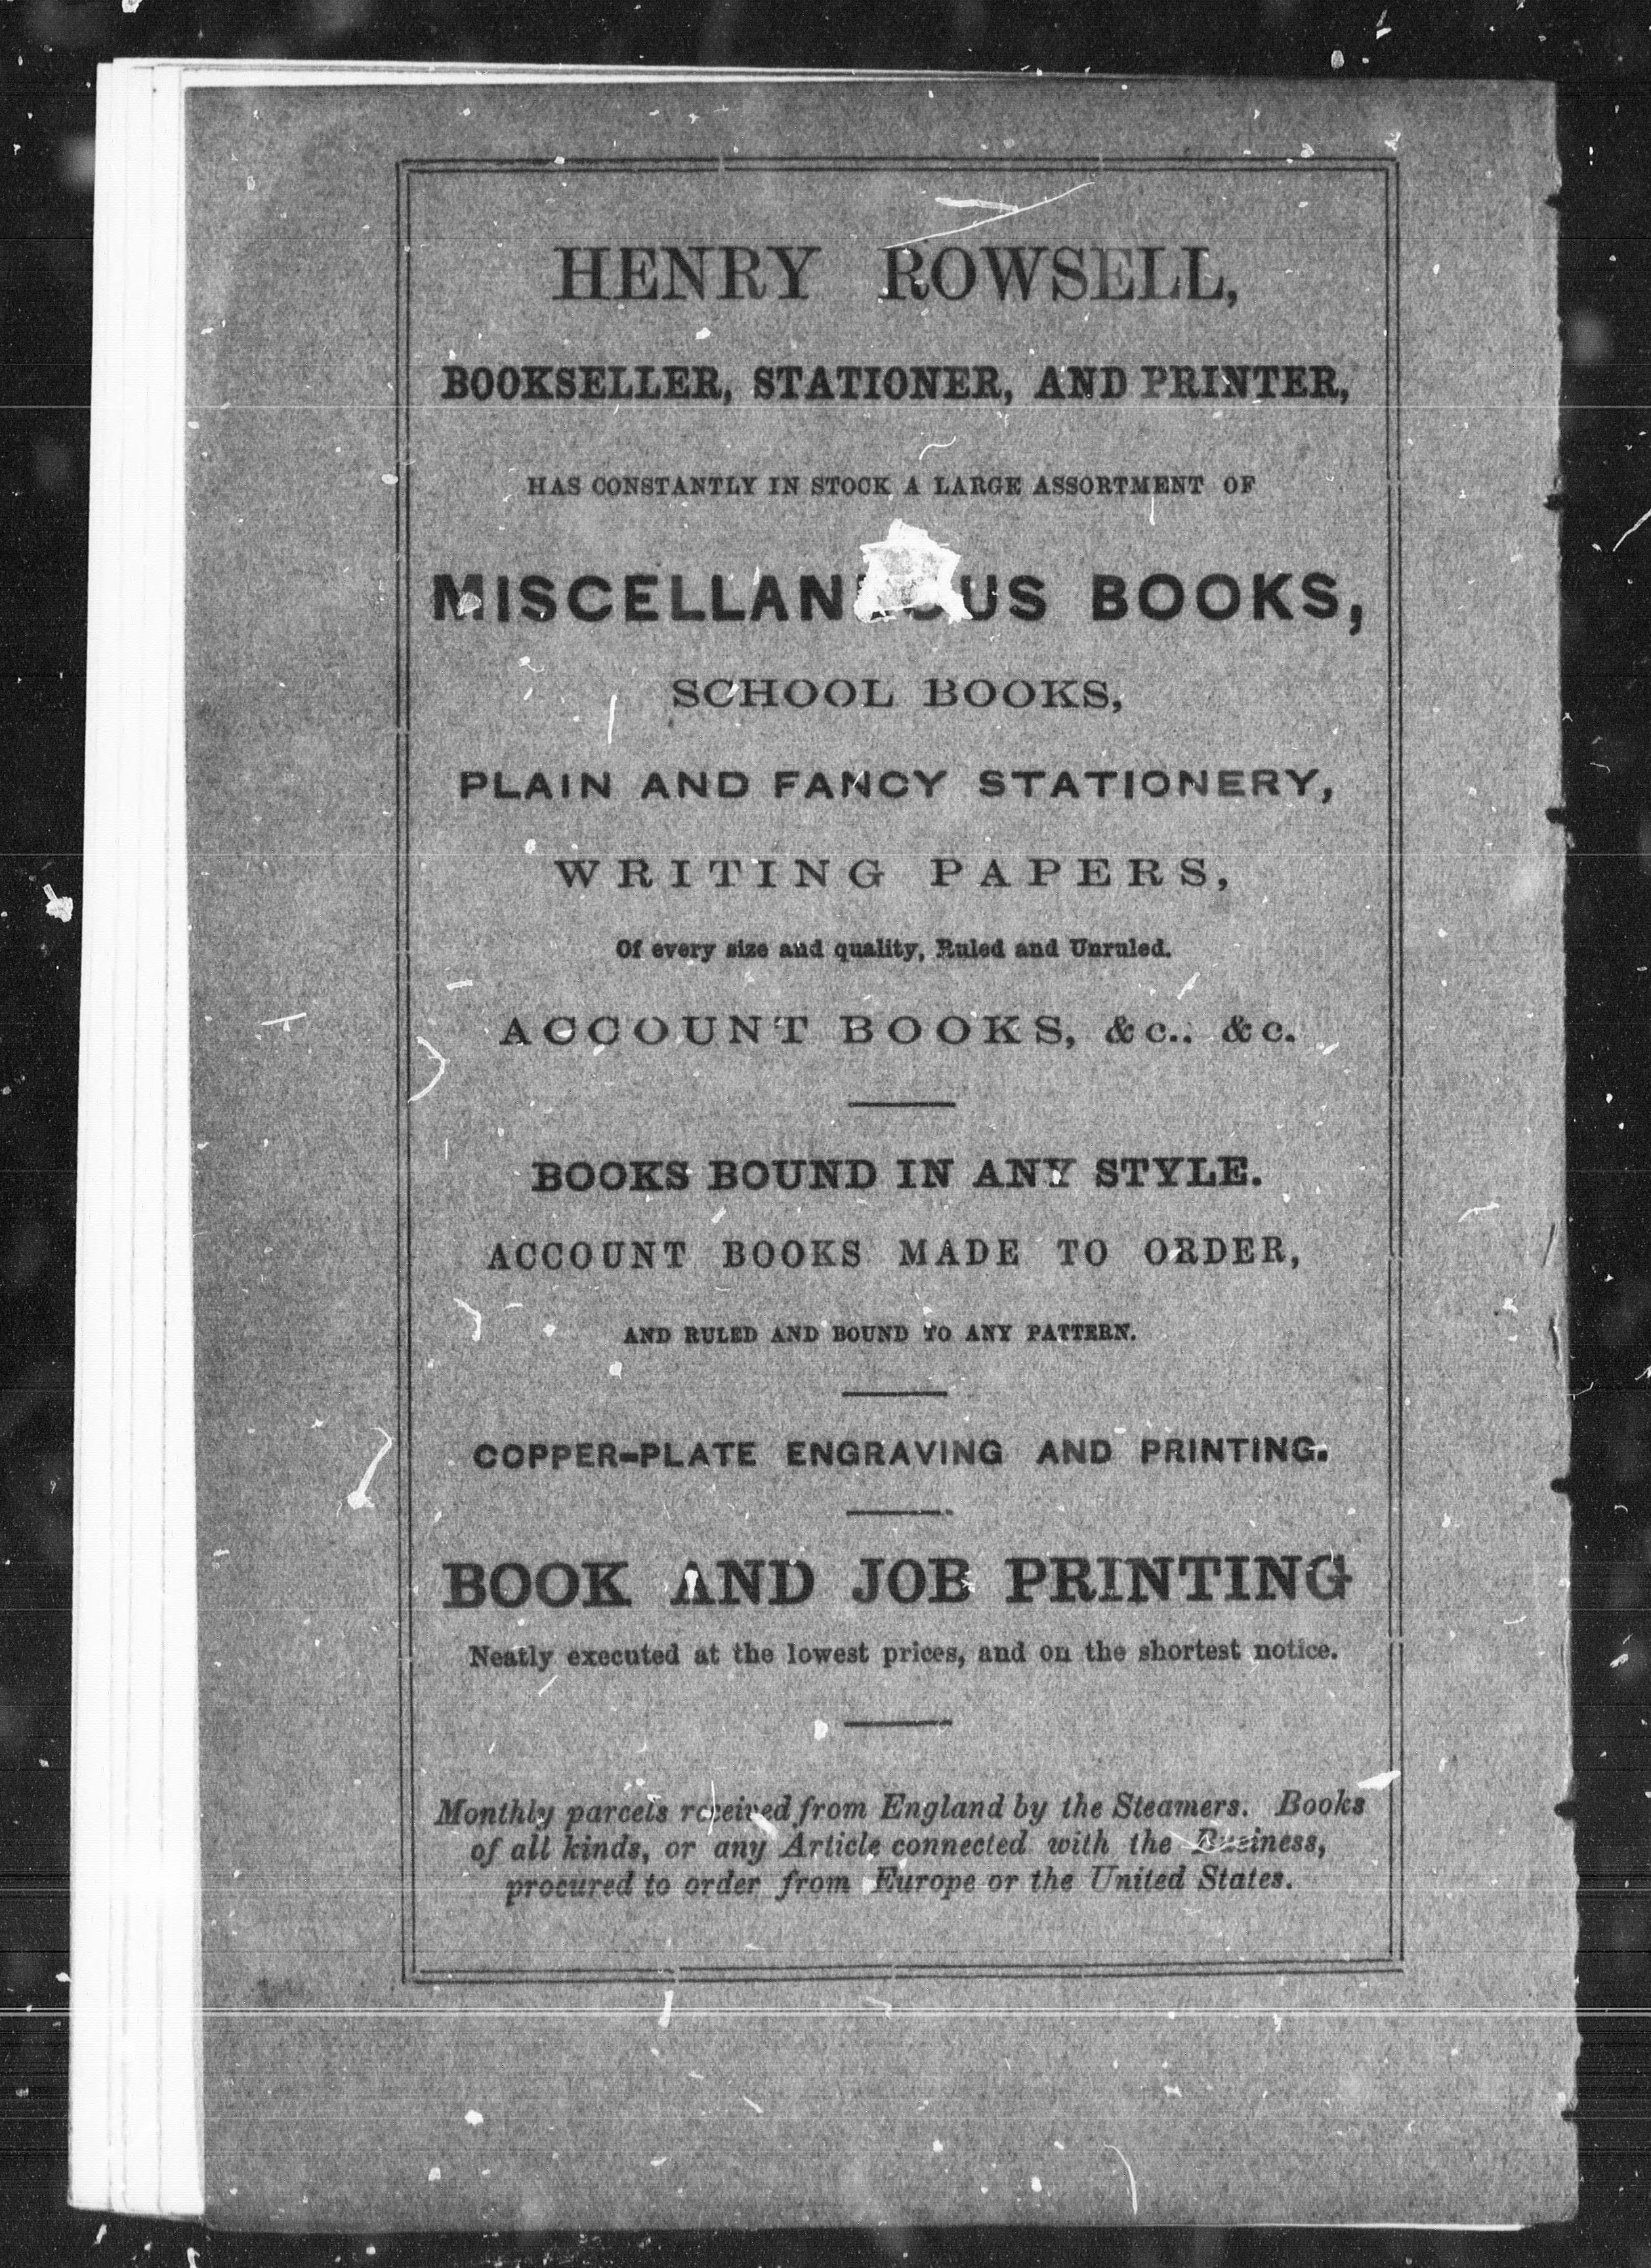 HENRY ROWSELL,
BOOKSELLER, STATIONER, AND PRINTER,
HAS CONSTANTLY IN STOCK A LARGE ASSORTMENT OF
MISCELLANEOUS BOOKS,
SCHOOL BOOKS,
PLAIN AND FANCY STATIONERY,
WRITING PAPERS,
Of every size and quality, Ruled and Unruled.
ACCOUNT BOOKS, &c., &c.
BOOKS BOUND IN ANY STYLE.
ACCOUNT BOOKS MADE TO ORDER,
AND RULED AND BOUND TO ANY PATTERN.
COPPER-PLATE ENGRAVING AND PRINTING.
BOOK AND JOB PRINTING
Neatly executed at the lowest prices, and on the shortest notice.
Monthly parcels received from England by the Steamers. Books
of all kinds, or any Article connected with the Business,
procured to order from Europe or the United States.